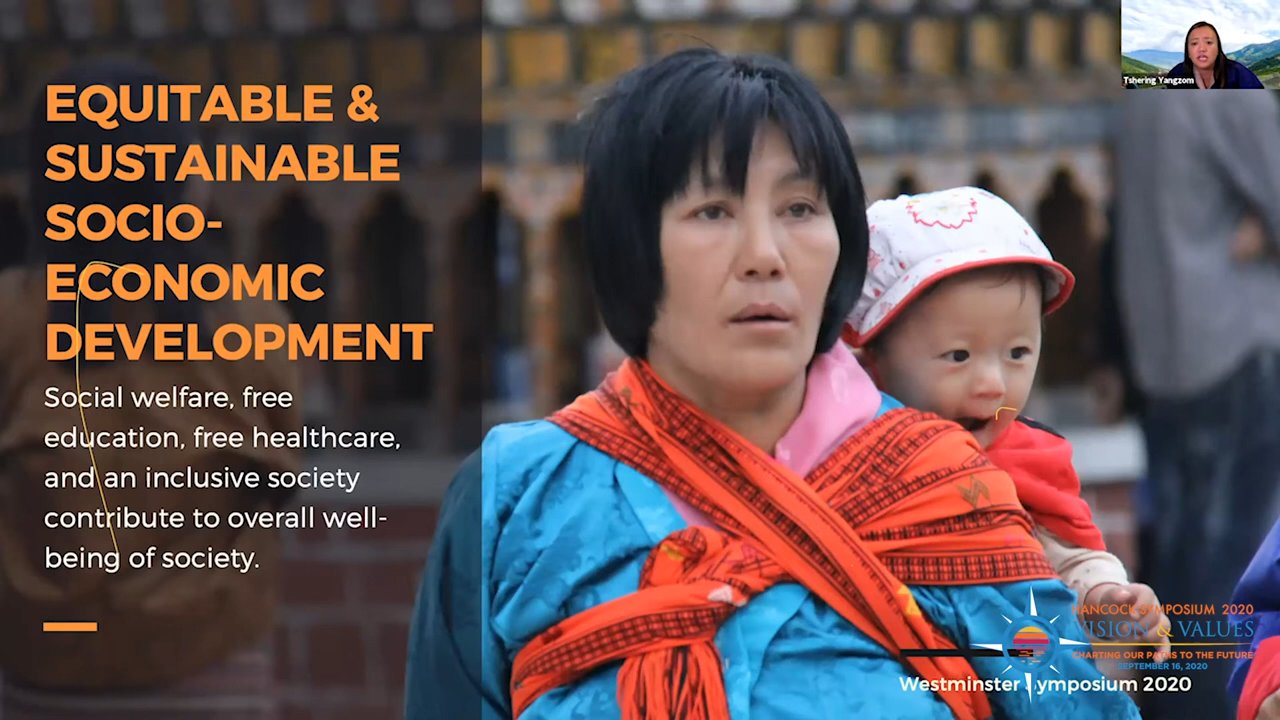 EQUITABLE &
SUSTAINABLE
SOCIO-
ECONOMIC
DEVELOPMENT
Social welfare, free
education, free healthcare,
and an inclusive society
contribute to overall well-
being of society.
Tshering Yangzom
HANCOCK SYMPOSIUM 2020
VISION & VALUES
CHARTING OUR PATHS TO THE FUTURE
SEPTEMBER 16, 2020
Westminster Symposium 2020